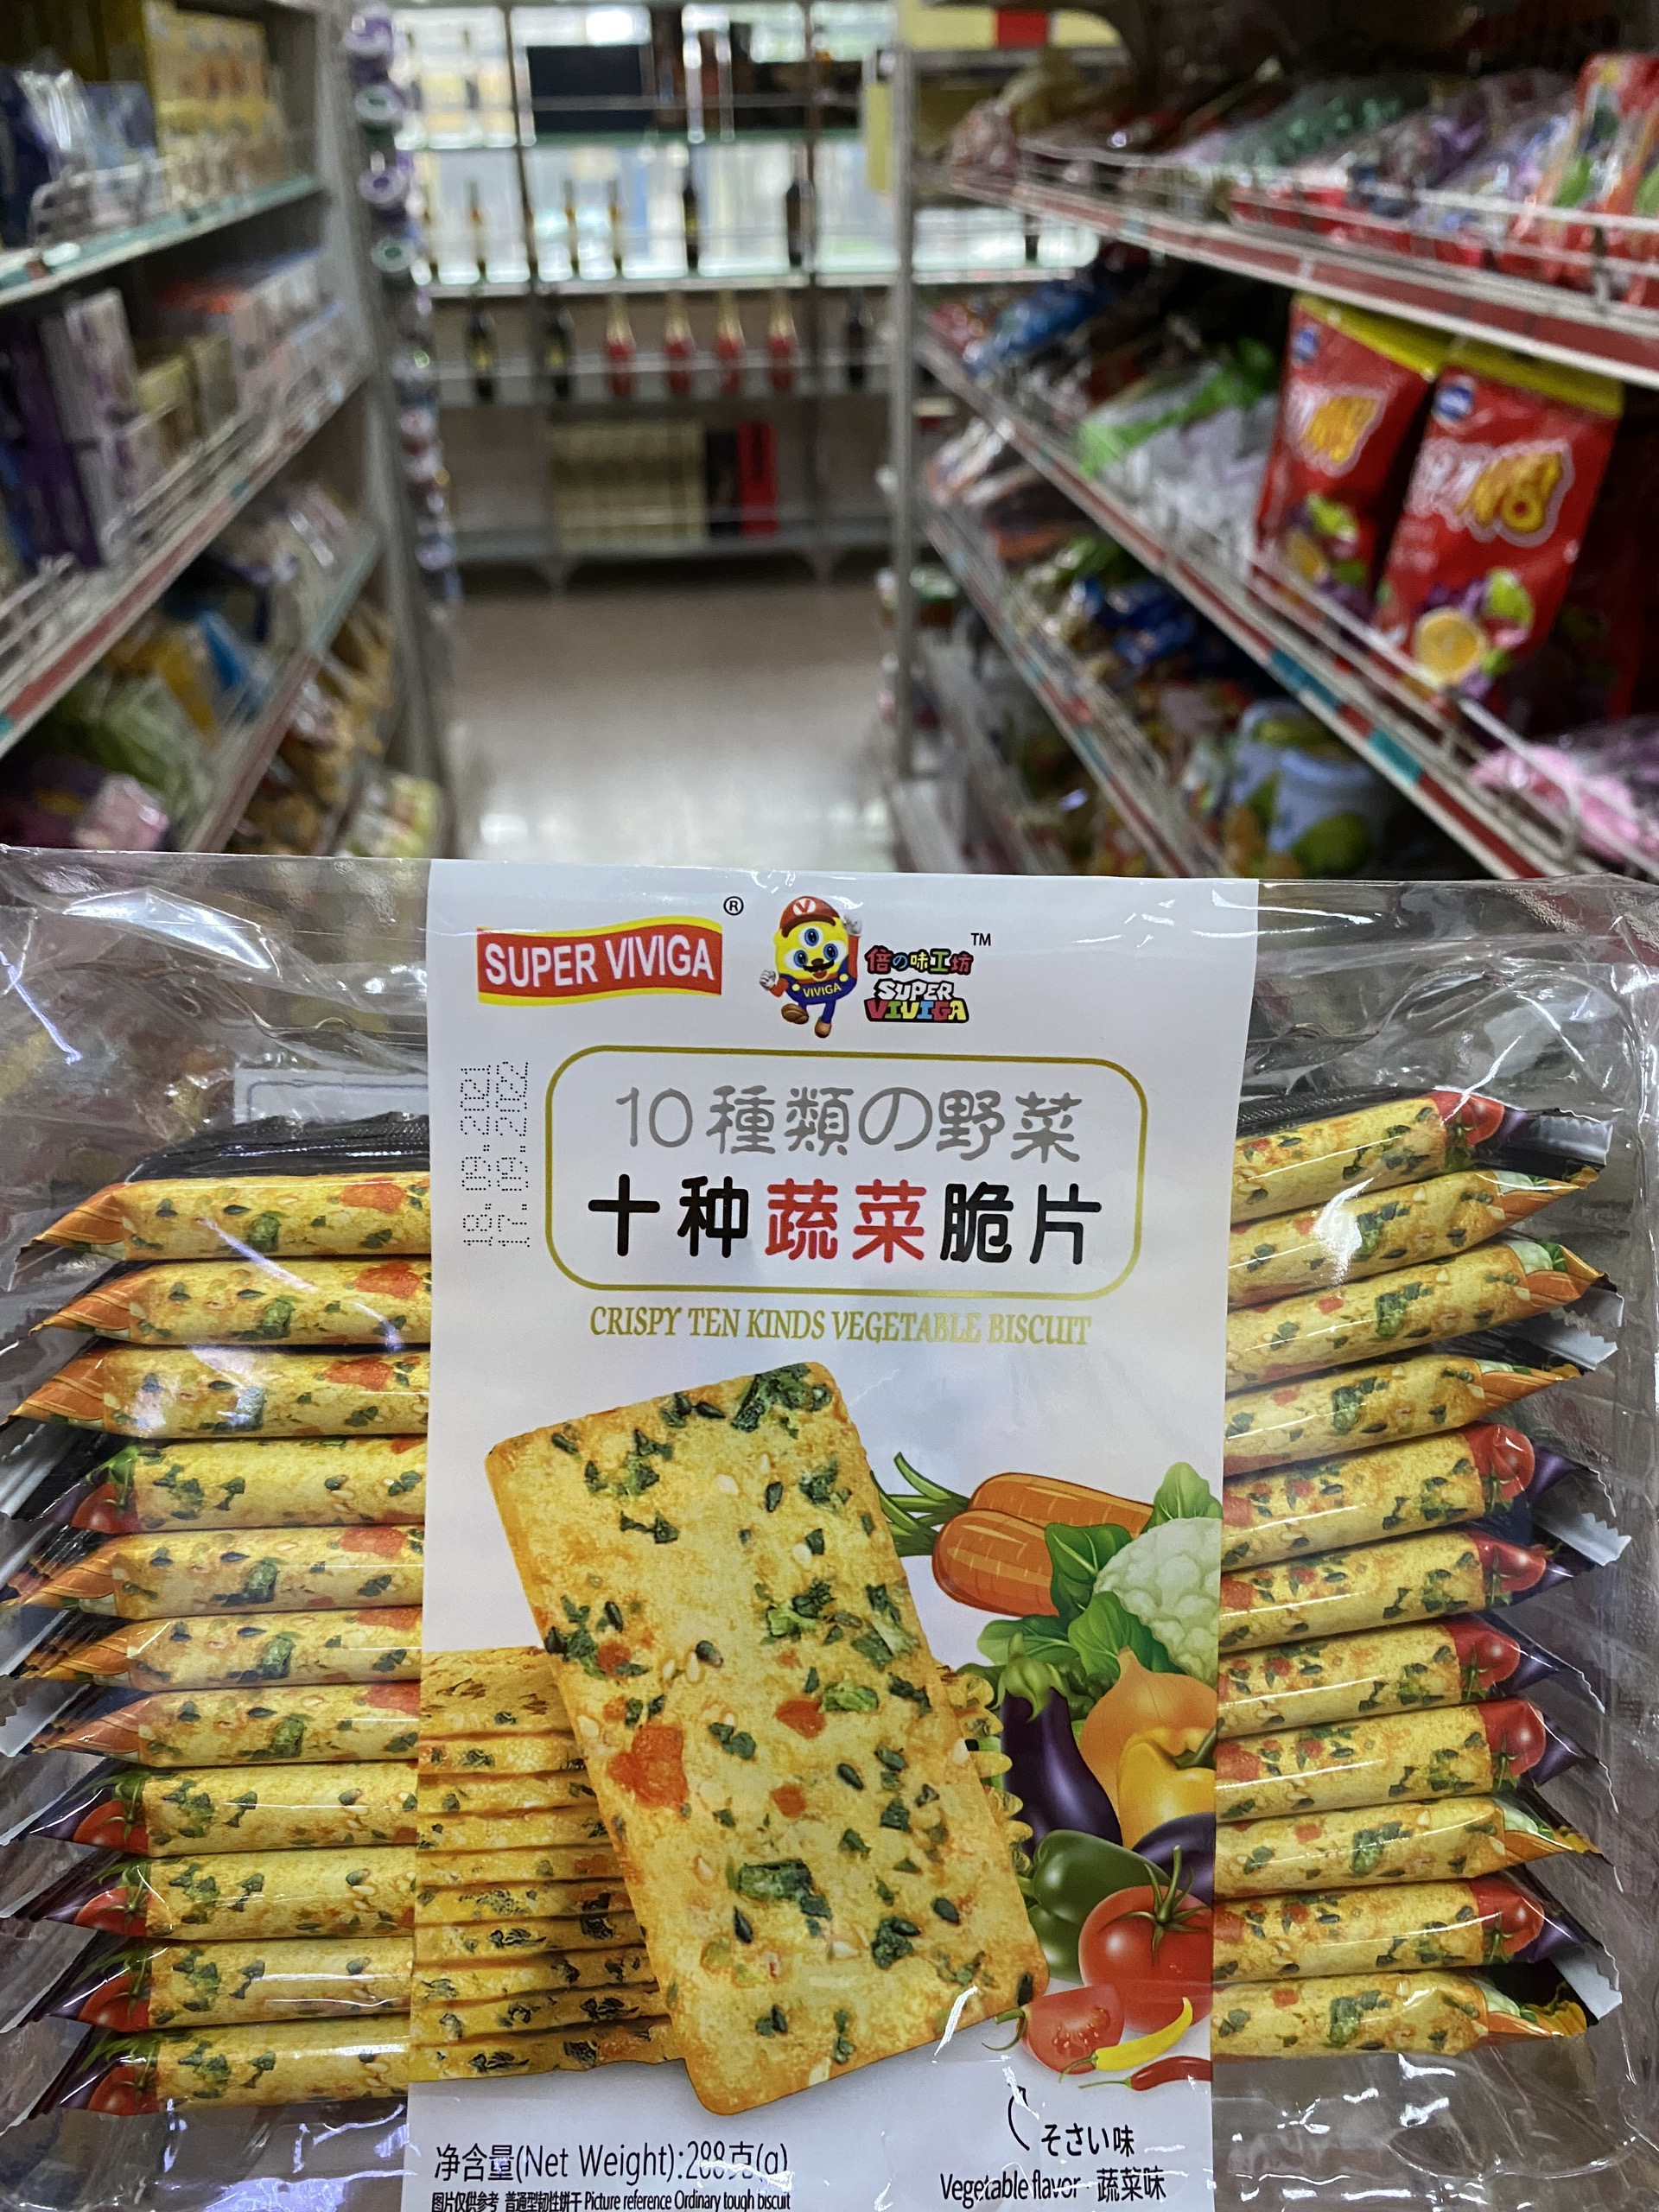 SUPER VIVIGA ®
V
VIVIGA
倍の味工坊 TM
SUPER
VIVIGA
18.09.2021
17.09.2022
10種類の野菜
十种蔬菜脆片
CRISPY TEN KINDS VEGETABLE BISCUIT
そさい味
Vegetable flavor 蔬菜味
净含量(Net Weight):288克(g)
图片仅供参考 普通型韧性饼干 Picture reference Ordinary tough biscuit